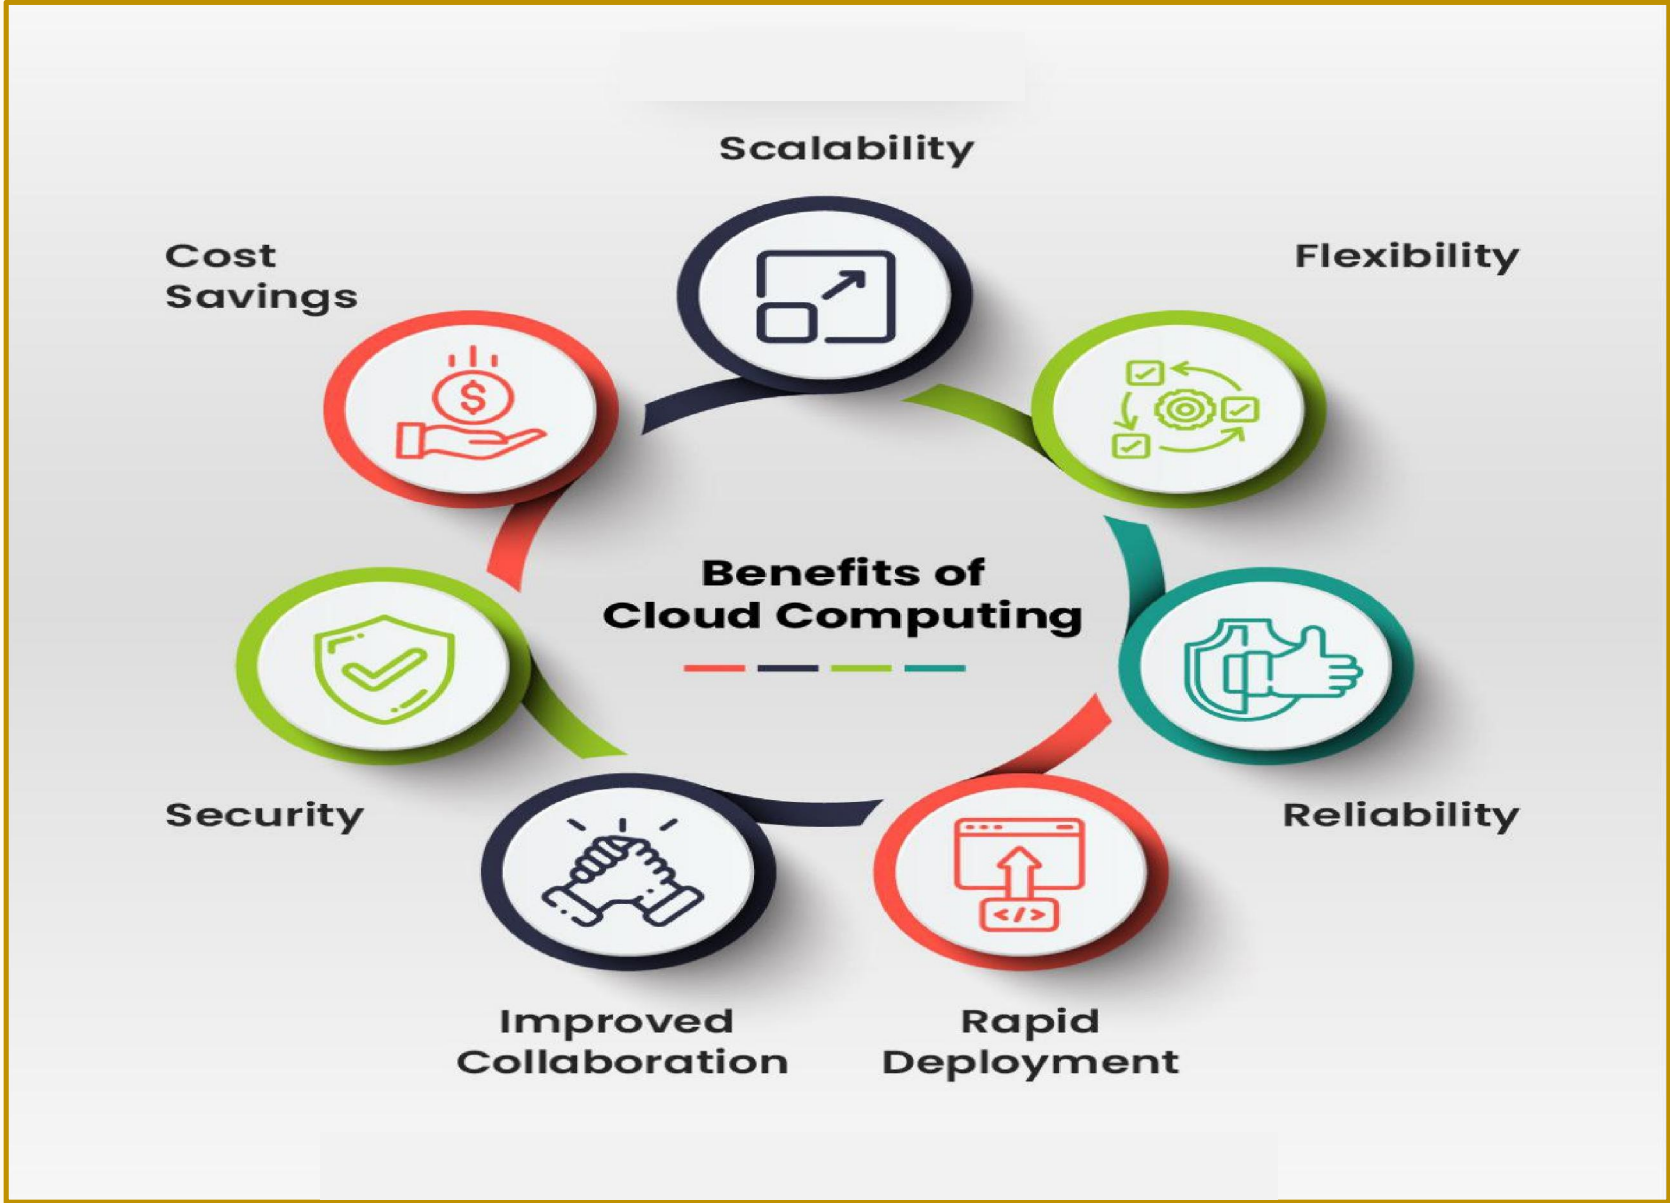 Scalability
Cost
Savings
Flexibility
$
Benefits of
Cloud Computing
Security
Reliability
</>
Improved
Collaboration
Rapid
Deployment